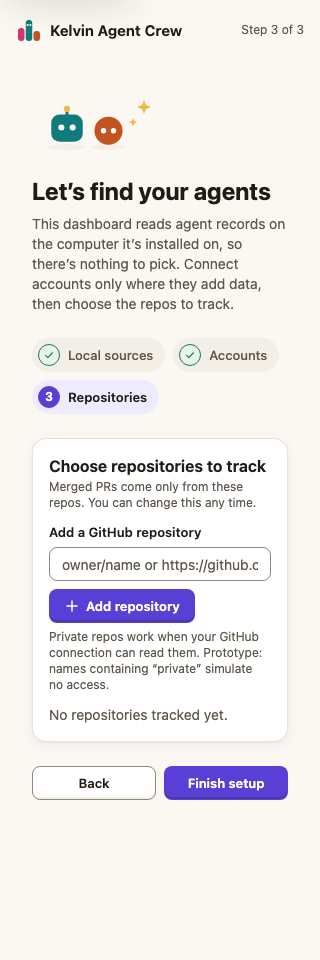 Kelvin Agent Crew
Step 3 of 3
Let's find your agents
This dashboard reads agent records on
the computer it's installed on, so
there's nothing to pick. Connect
accounts only where they add data,
then choose the repos to track.
Local sources
Accounts
3 Repositories
Choose repositories to track
Merged PRs come only from these
repos. You can change this any time.
Add a GitHub repository
owner/name or https://github.c
Add repository
Private repos work when your GitHub
connection can read them. Prototype:
names containing “private” simulate
no access.
No repositories tracked yet.
Back
Finish setup